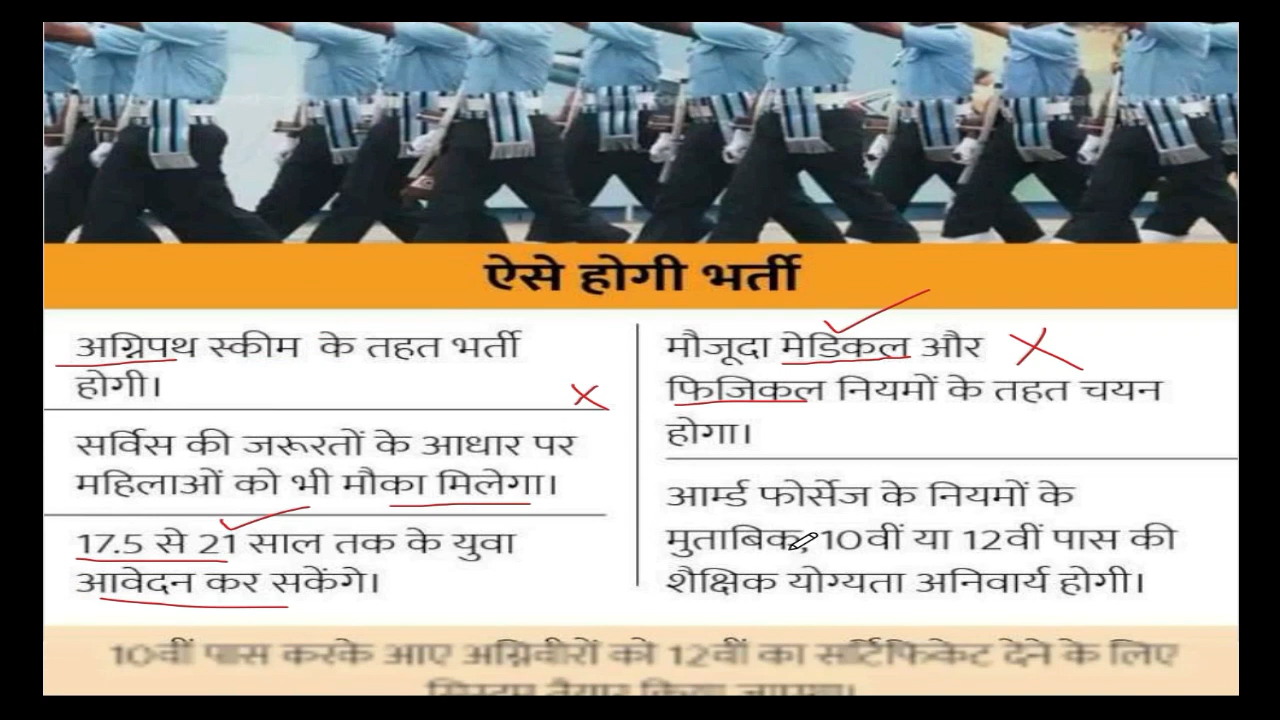 ऐसे होगी भर्ती
अग्निपथ स्कीम के तहत भर्ती
होगी।
सर्विस की जरूरतों के आधार पर
महिलाओं को भी मौका मिलेगा।
17.5 से 21 साल तक के युवा
आवेदन कर सकेंगे।
मौजूदा मेडिकल और
फिजिकल नियमों के तहत चयन
होगा।
आर्म्ड फोर्सेज के नियमों के
मुताबिक, 10वीं या 12वीं पास की
शैक्षिक योग्यता अनिवार्य होगी।
10वीं पास करके आए अग्निवीरों को 12वीं का सर्टिफिकेट देने के लिए